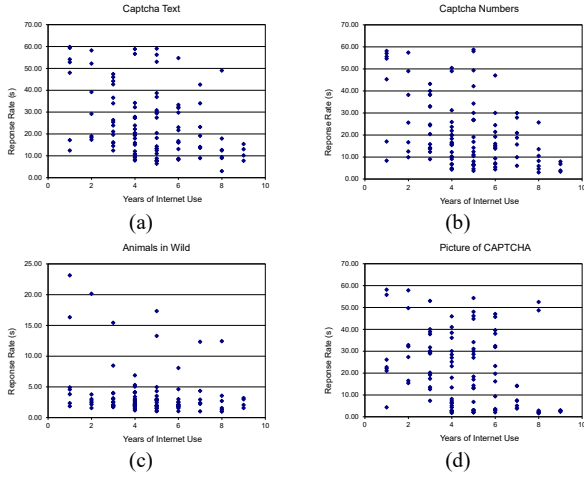 Captcha Text
Reponse Rate (s)
70.00
60.00
50.00
40.00
30.00
20.00
10.00
0.00
0 2 4 6 8 10
Years of Internet Use
(a)
Captcha Numbers
Reponse Rate (s)
70.00
60.00
50.00
40.00
30.00
20.00
10.00
0.00
0 2 4 6 8 10
Years of Internet Use
(b)
Animals in Wild
Response Rate (s)
25.00
20.00
15.00
10.00
5.00
0.00
0 2 4 6 8 10
Years of Internet Use
(c)
Picture of CAPTCHA
Reponse Rate (s)
70.00
60.00
50.00
40.00
30.00
20.00
10.00
0.00
0 2 4 6 8 10
Years of Internet Use
(d)